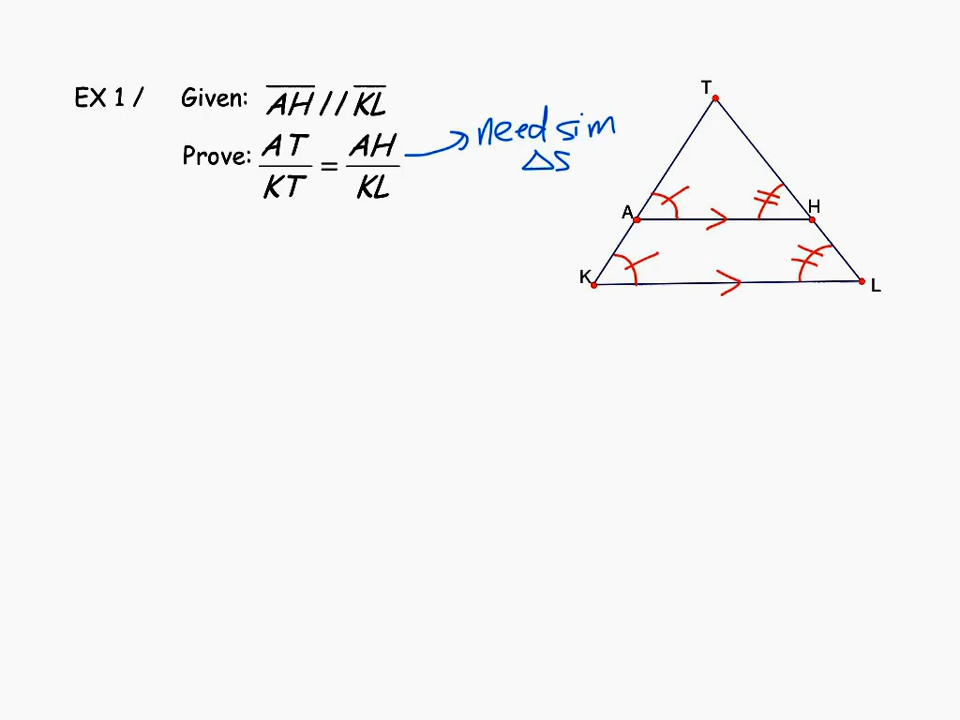 EX 1 / Given: AH // KL
Prove: AT/KT = AH/KL
need sim
△s
T
A
H
K
L